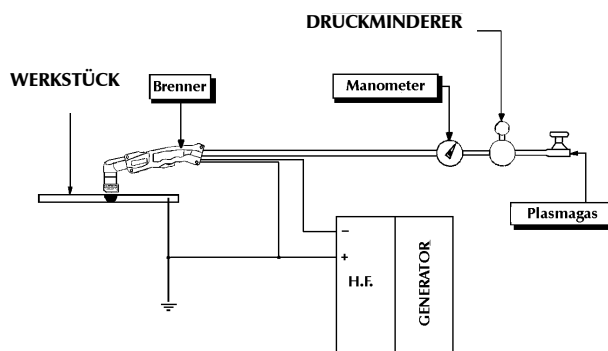 DRUCKMINDERER
WERKSTÜCK
Brenner
Manometer
Plasmagas
−
+
H.F.
GENERATOR